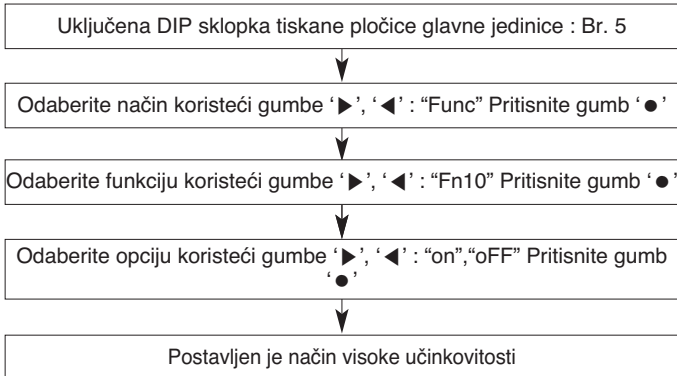 Uključena DIP sklopka tiskane pločice glavne jedinice : Br. 5
Odaberite način koristeći gumbe ‘▶’, ‘◀’ : “Func” Pritisnite gumb ‘●’
Odaberite funkciju koristeći gumbe ‘▶’, ‘◀’ : “Fn10” Pritisnite gumb ‘●’
Odaberite opciju koristeći gumbe ‘▶’, ‘◀’ : “on”,“oFF” Pritisnite gumb
‘●’
Postavljen je način visoke učinkovitosti